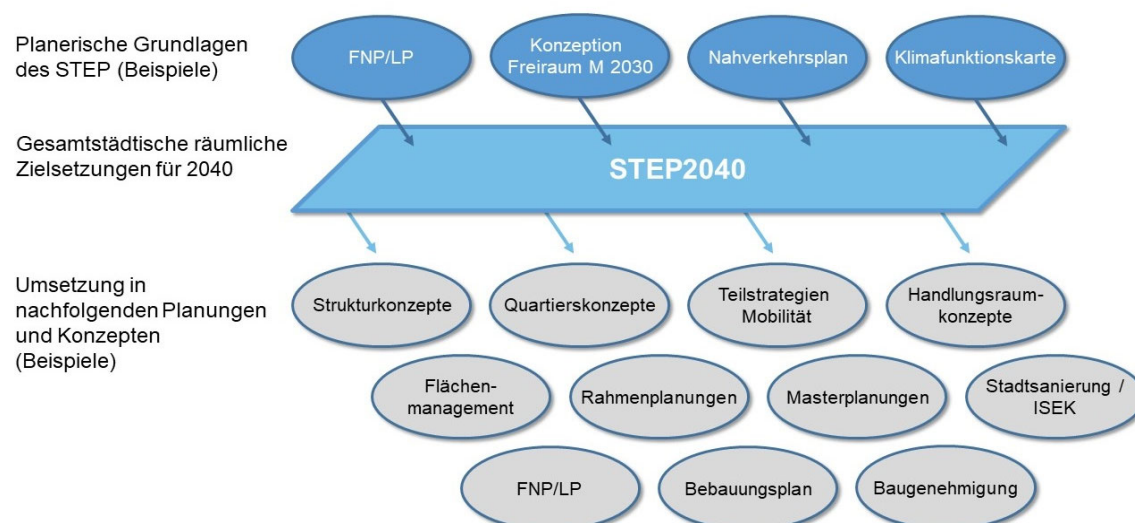 Planerische Grundlagen
des STEP (Beispiele)
FNP/LP
Konzeption
Freiraum M 2030
Nahverkehrsplan
Klimafunktionskarte
Gesamtstädtische räumliche
Zielsetzungen für 2040
STEP2040
Umsetzung in
nachfolgenden Planungen
und Konzepten
(Beispiele)
Strukturkonzepte
Quartierskonzepte
Teilstrategien
Mobilität
Handlungsraum-
konzepte
Flächen-
management
Rahmenplanungen
Masterplanungen
Stadtsanierung /
ISEK
FNP/LP
Bebauungsplan
Baugenehmigung